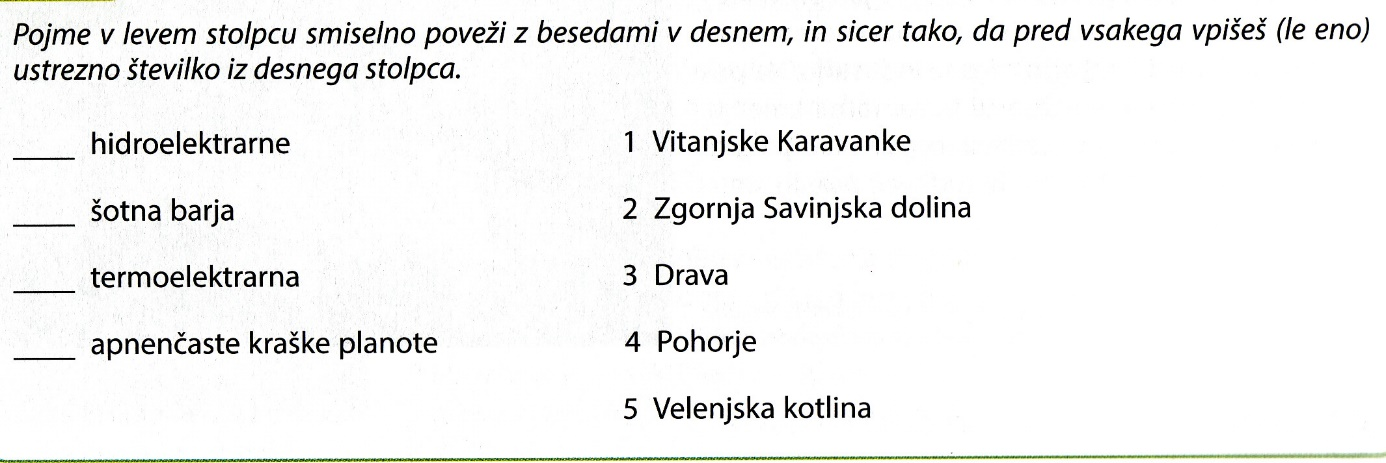 Pojme v levem stolpcu smiselno poveži z besedami v desnem, in sicer tako, da pred vsakega vpišeš (le eno)
ustrezno številko iz desnega stolpca.
____ hidroelektrarne
____ šotna barja
____ termoelektrarna
____ apnenčaste kraške planote
1 Vitanjske Karavanke
2 Zgornja Savinjska dolina
3 Drava
4 Pohorje
5 Velenjska kotlina